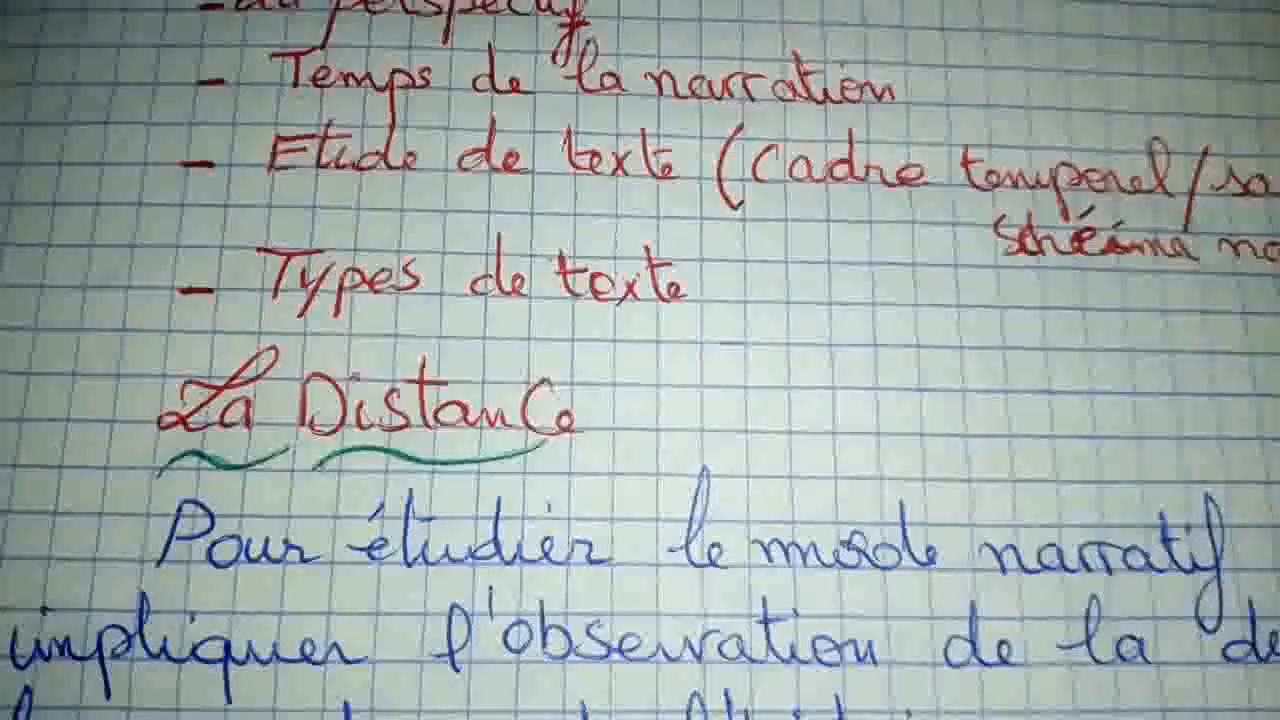 - Temps de la narration
- Etude de texte (Cadre temporel/
Schéma
- Types de texte
La Distance
Pour étudier le mode narratif
impliquer l'observation de la